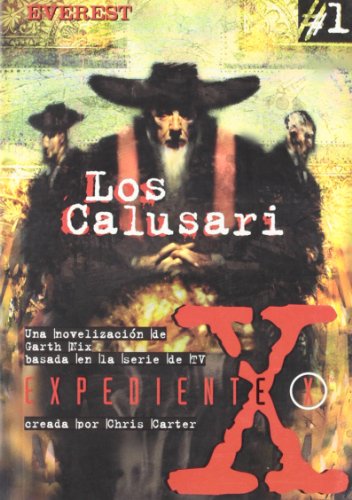 EVEREST
#1
Los
Calusari
Una novelización de
Garth Nix
basada en la serie de TV
EXPEDIENTE X
creada por Chris Carter
X